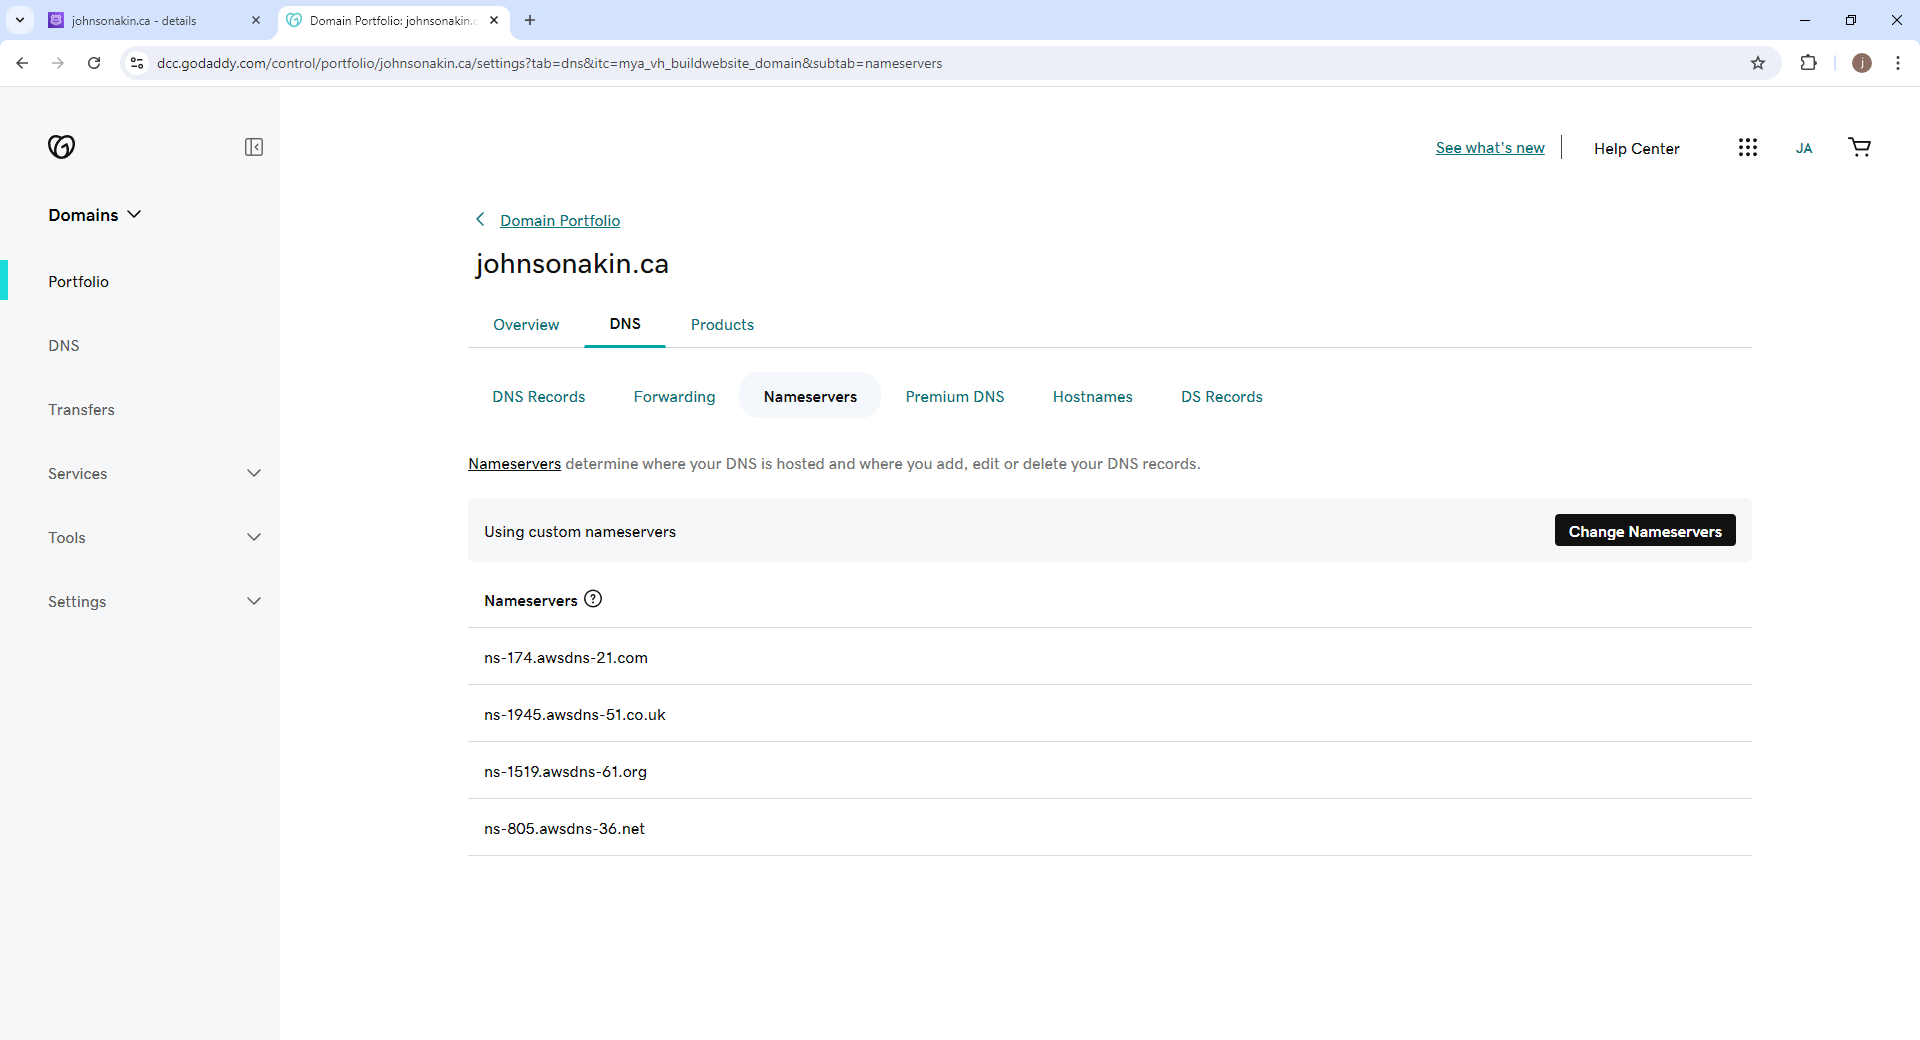 johnsonakin.ca - details
Domain Portfolio: johnsonakin.c
dcc.godaddy.com/control/portfolio/johnsonakin.ca/settings?tab=dns&itc=mya_vh_buildwebsite_domain&subtab=nameservers
j
See what's new
Help Center
JA
Domains
Portfolio
DNS
Transfers
Services
Tools
Settings
Domain Portfolio
johnsonakin.ca
Overview DNS Products
DNS Records Forwarding Nameservers Premium DNS Hostnames DS Records
Nameservers determine where your DNS is hosted and where you add, edit or delete your DNS records.
Using custom nameservers
Change Nameservers
Nameservers ?
ns-174.awsdns-21.com
ns-1945.awsdns-51.co.uk
ns-1519.awsdns-61.org
ns-805.awsdns-36.net